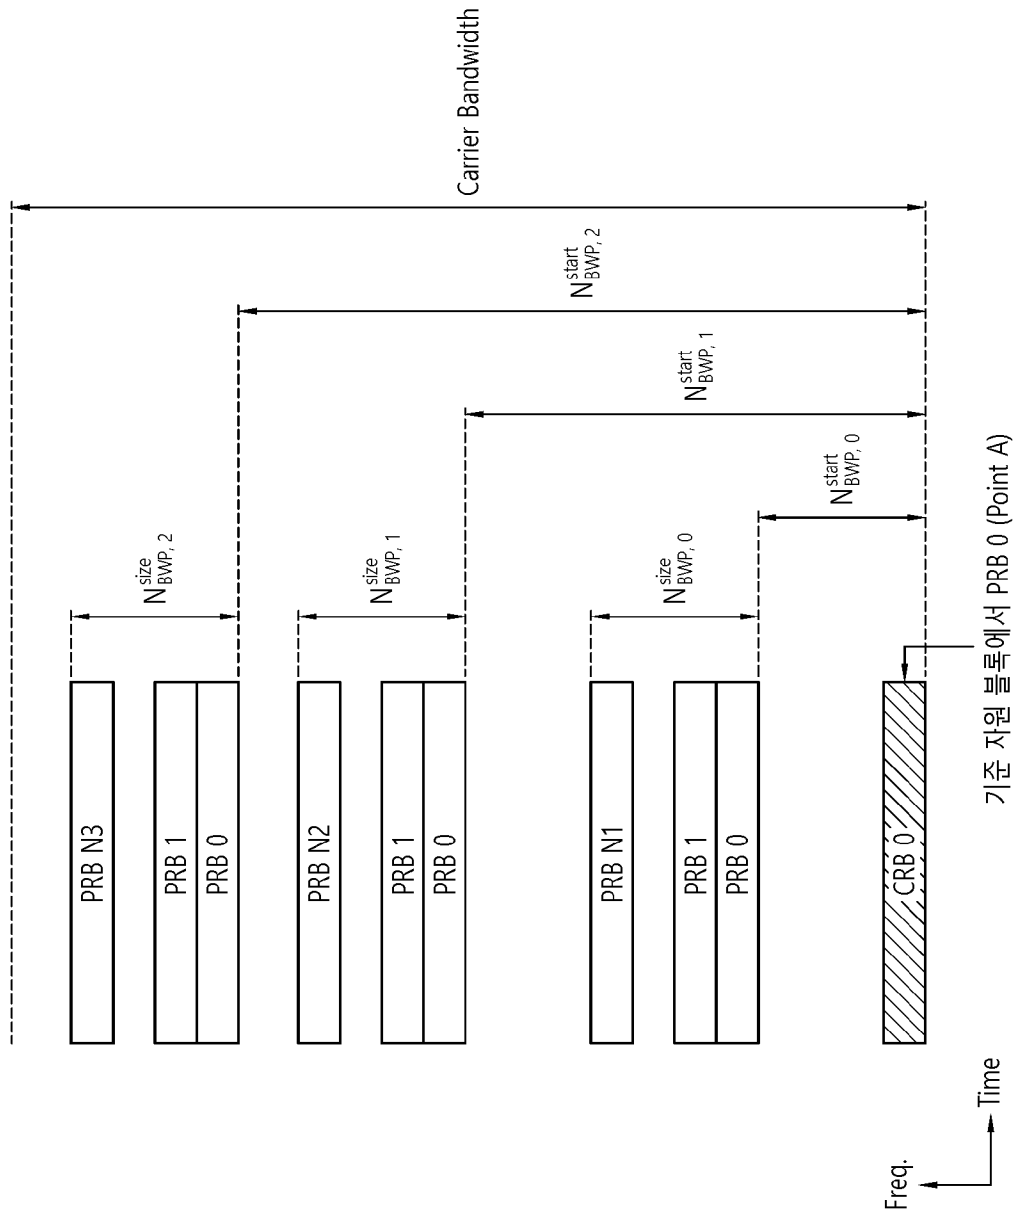 Carrier Bandwidth
N^start_BWP, 2
N^start_BWP, 1
N^start_BWP, 0
N^size_BWP, 2
N^size_BWP, 1
N^size_BWP, 0
PRB N3
PRB 1
PRB 0
PRB N2
PRB 1
PRB 0
PRB N1
PRB 1
PRB 0
CRB 0
기준 자원 블록에서 PRB 0 (Point A)
Freq.
Time